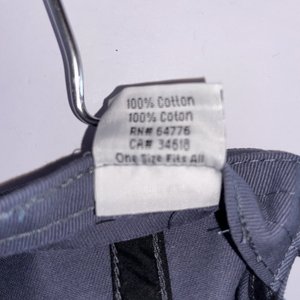 100% Cotton
100% Coton
RN# 64776
CA# 34618
One Size Fits All